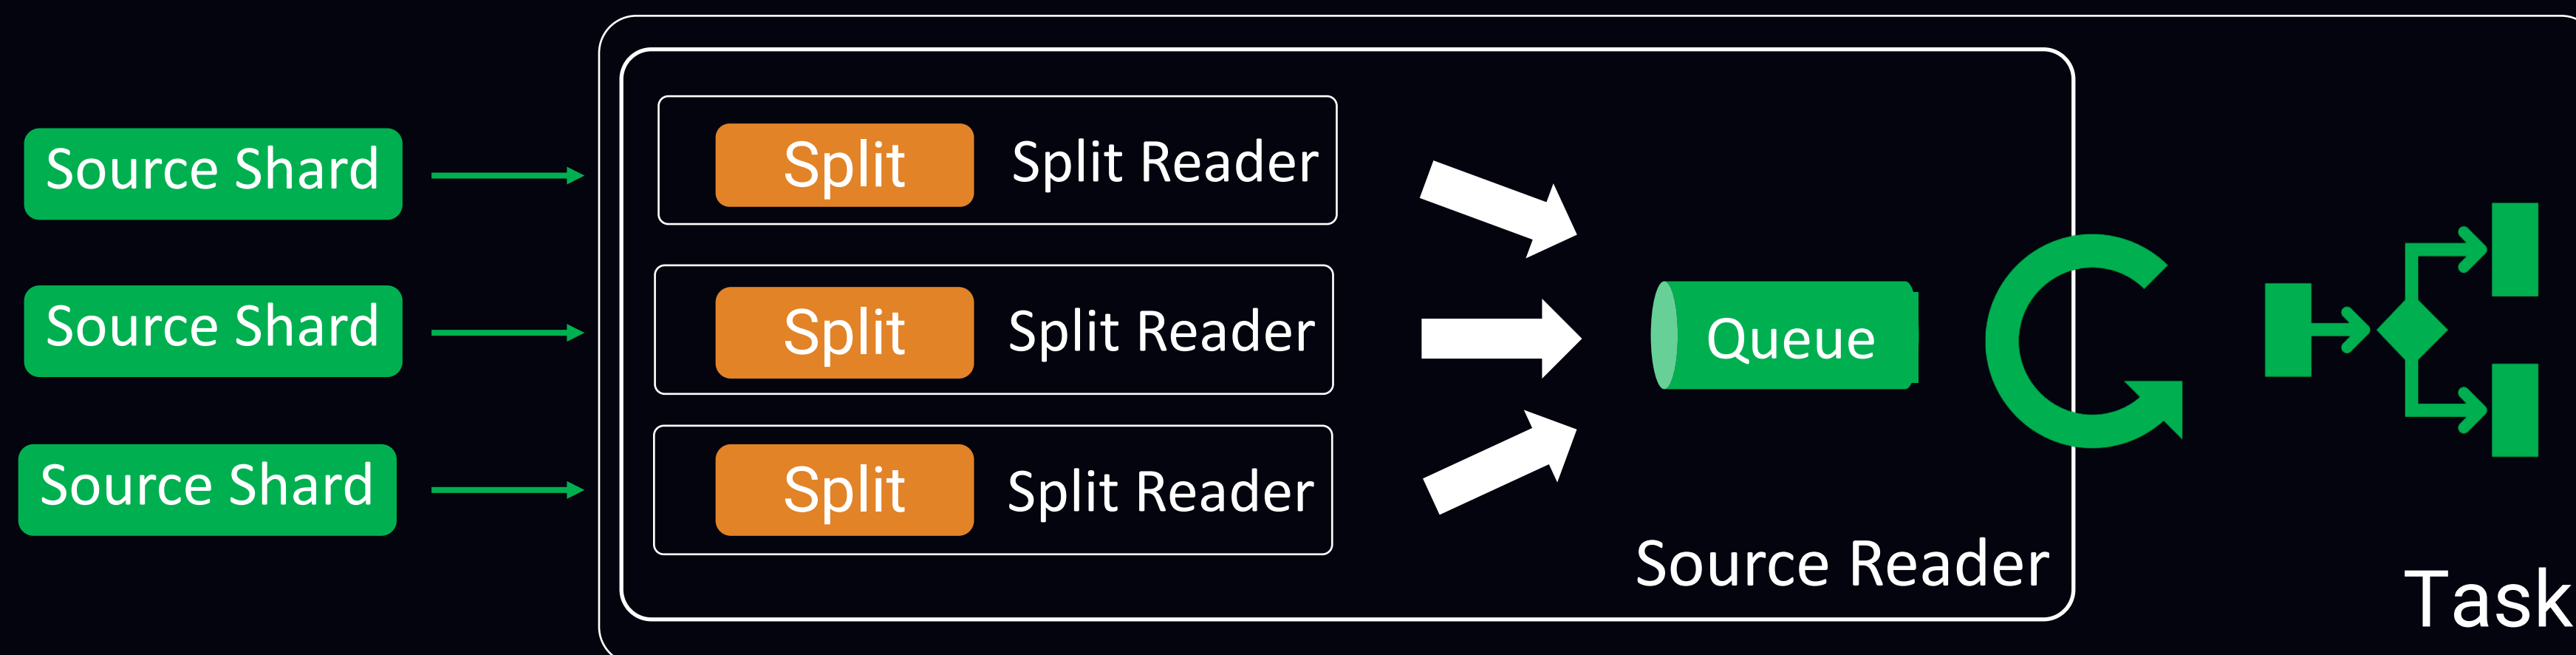 Source Shard
Split
Split Reader
Source Shard
Split
Split Reader
Queue
Source Shard
Split
Split Reader
Source Reader
Task